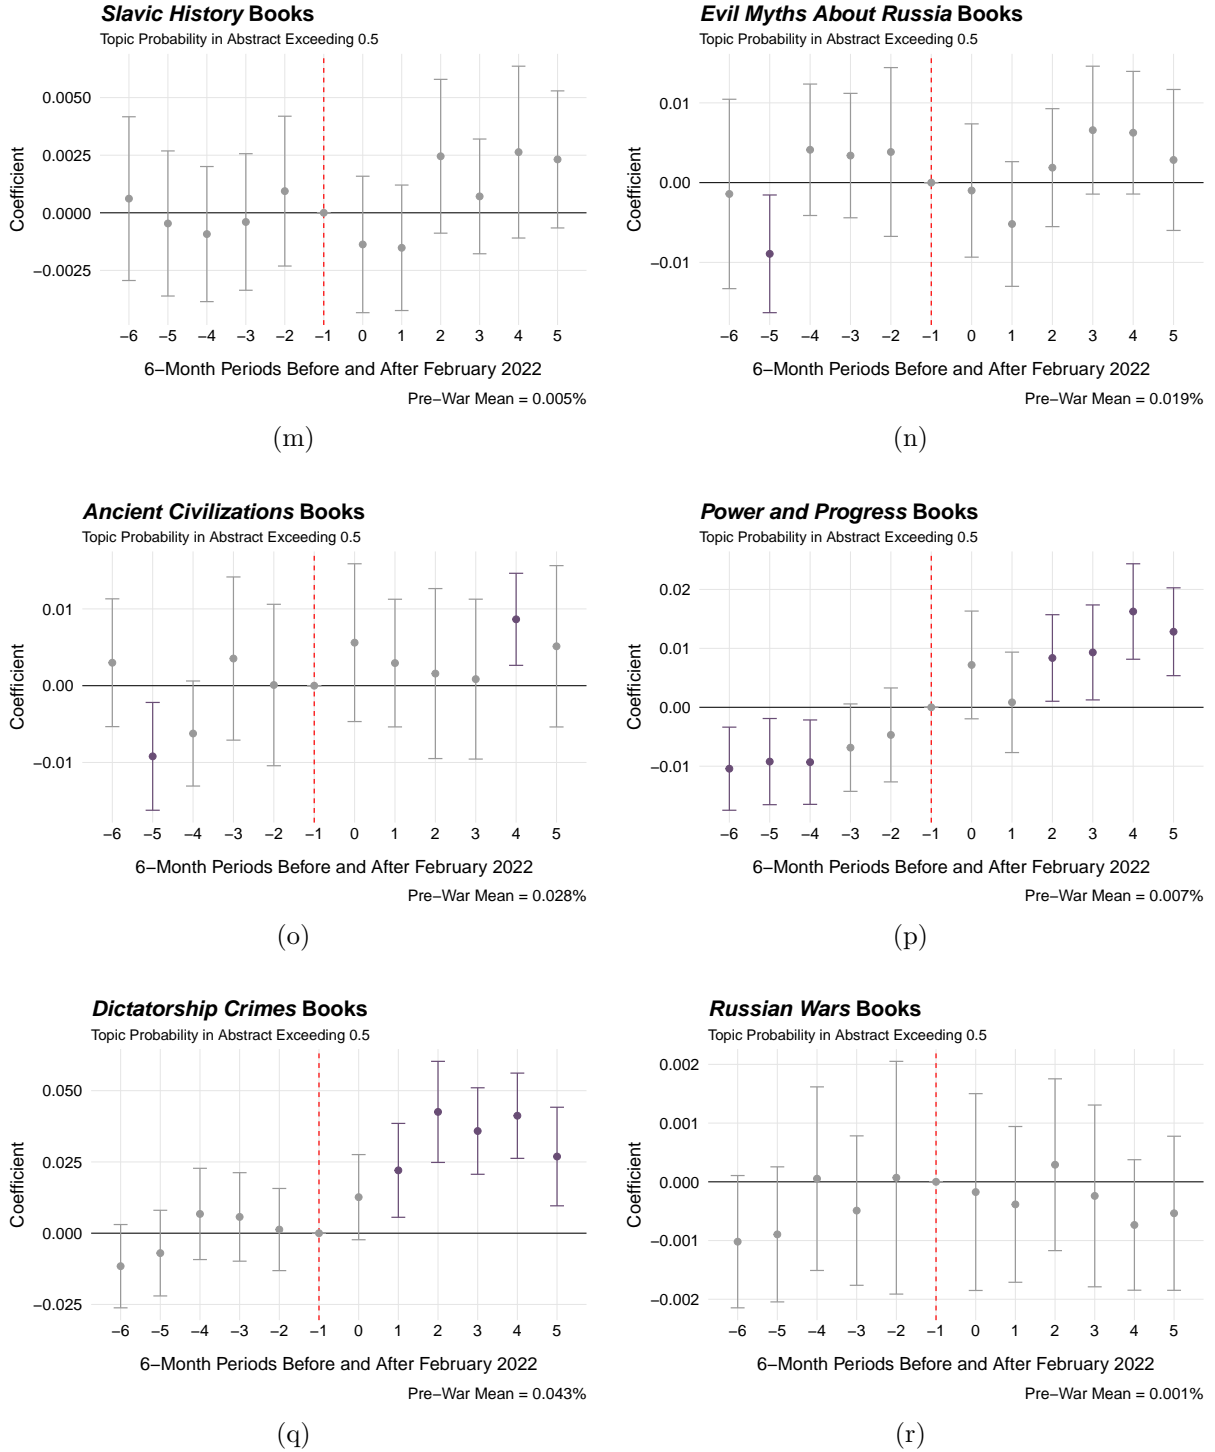 Slavic History Books
Topic Probability in Abstract Exceeding 0.5
0.0050
0.0025
0.0000
−0.0025
Coefficient
−6 −5 −4 −3 −2 −1 0 1 2 3 4 5
6−Month Periods Before and After February 2022
Pre−War Mean = 0.005%
(m)
Evil Myths About Russia Books
Topic Probability in Abstract Exceeding 0.5
0.01
0.00
−0.01
Coefficient
−6 −5 −4 −3 −2 −1 0 1 2 3 4 5
6−Month Periods Before and After February 2022
Pre−War Mean = 0.019%
(n)
Ancient Civilizations Books
Topic Probability in Abstract Exceeding 0.5
0.01
0.00
−0.01
Coefficient
−6 −5 −4 −3 −2 −1 0 1 2 3 4 5
6−Month Periods Before and After February 2022
Pre−War Mean = 0.028%
(o)
Power and Progress Books
Topic Probability in Abstract Exceeding 0.5
0.02
0.01
0.00
−0.01
Coefficient
−6 −5 −4 −3 −2 −1 0 1 2 3 4 5
6−Month Periods Before and After February 2022
Pre−War Mean = 0.007%
(p)
Dictatorship Crimes Books
Topic Probability in Abstract Exceeding 0.5
0.050
0.025
0.000
−0.025
Coefficient
−6 −5 −4 −3 −2 −1 0 1 2 3 4 5
6−Month Periods Before and After February 2022
Pre−War Mean = 0.043%
(q)
Russian Wars Books
Topic Probability in Abstract Exceeding 0.5
0.002
0.001
0.000
−0.001
−0.002
Coefficient
−6 −5 −4 −3 −2 −1 0 1 2 3 4 5
6−Month Periods Before and After February 2022
Pre−War Mean = 0.001%
(r)